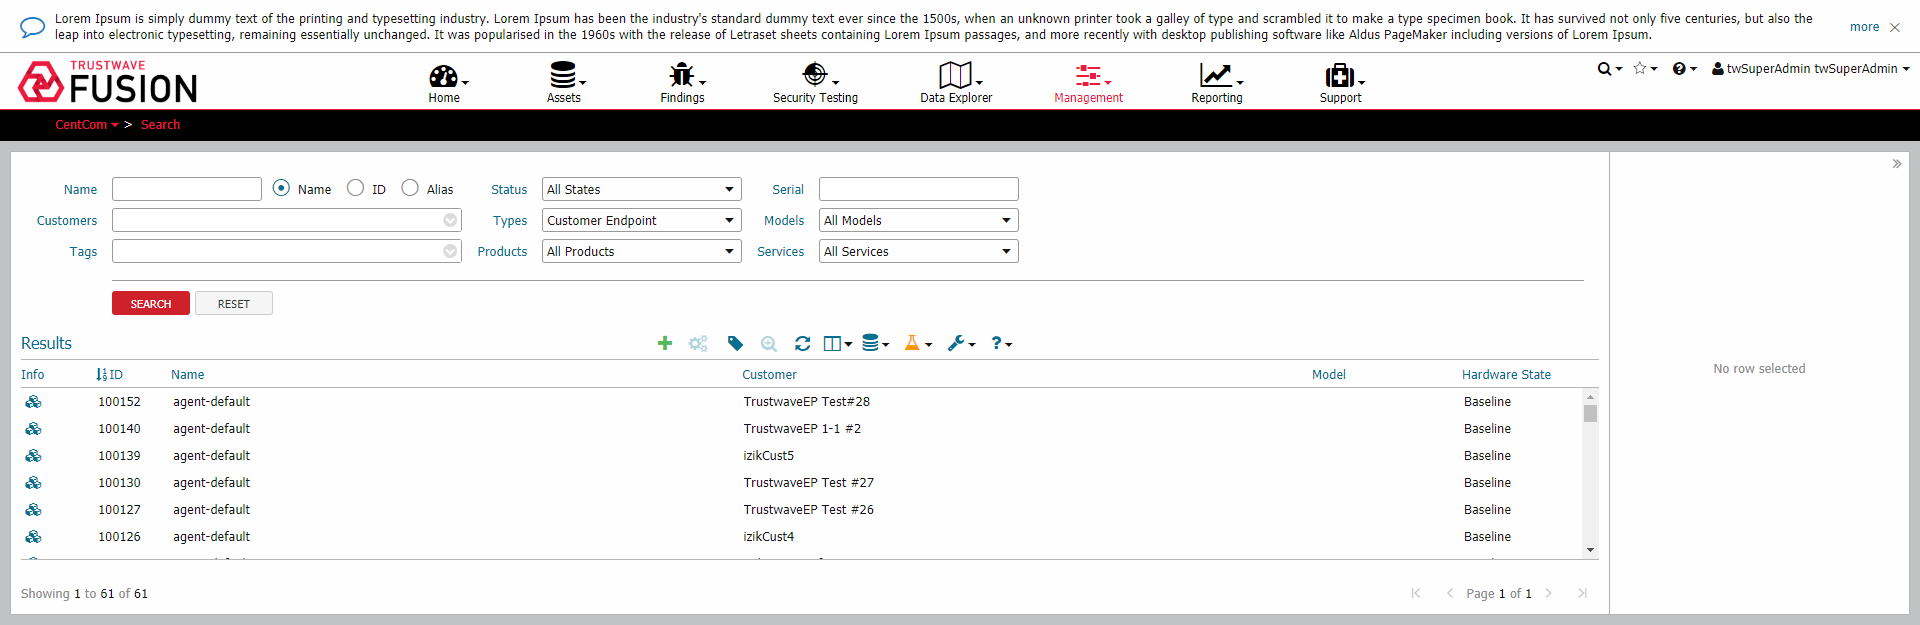 Lorem Ipsum is simply dummy text of the printing and typesetting industry. Lorem Ipsum has been the industry's standard dummy text ever since the 1500s, when an unknown printer took a galley of type and scrambled it to make a type specimen book. It has survived not only five centuries, but also the
leap into electronic typesetting, remaining essentially unchanged. It was popularised in the 1960s with the release of Letraset sheets containing Lorem Ipsum passages, and more recently with desktop publishing software like Aldus PageMaker including versions of Lorem Ipsum.
more
TRUSTWAVE
FUSION
Home Assets Findings Security Testing Data Explorer Management Reporting Support
twSuperAdmin twSuperAdmin
CentCom > Search
Name Name ID Alias Status All States Serial
Customers Types Customer Endpoint Models All Models
Tags Products All Products Services All Services
SEARCH RESET
Results
Info ID Name Customer Model Hardware State
100152 agent-default TrustwaveEP Test#28 Baseline
100140 agent-default TrustwaveEP 1-1 #2 Baseline
100139 agent-default izikCust5 Baseline
100130 agent-default TrustwaveEP Test #27 Baseline
100127 agent-default TrustwaveEP Test #26 Baseline
100126 agent-default izikCust4 Baseline
No row selected
Showing 1 to 61 of 61
Page 1 of 1